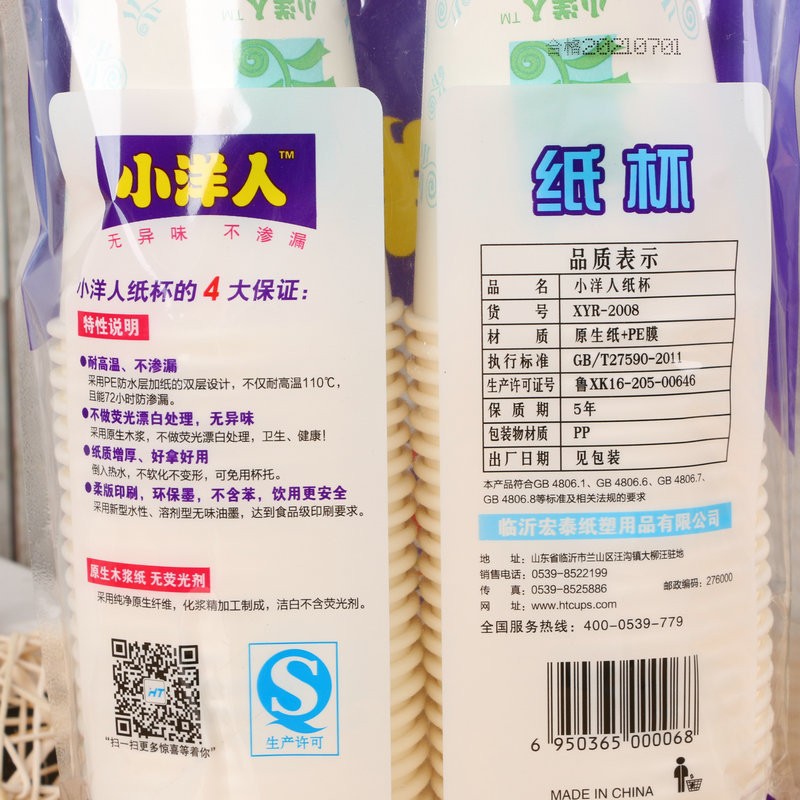 小洋人 TM
TM 小洋人
合格20210701
小洋人™
无异味 不渗漏
小洋人纸杯的4大保证:
特性说明
●耐高温、不渗漏
采用PE防水层加纸的双层设计,不仅耐高温110℃,
且能72小时防渗漏。
●不做荧光漂白处理,无异味
采用原生木浆,不做荧光漂白处理,卫生、健康!
●纸质增厚、好拿好用
倒入热水,不软化不变形,可免用杯托。
●柔版印刷,环保墨,不含苯,饮用更安全
采用新型水性、溶剂型无味油墨,达到食品级印刷要求。
原生木浆纸 无荧光剂
采用纯净原生纤维,化浆精加工制成,洁白不含荧光剂。
HT
“扫一扫更多惊喜等着你”
S
生产许可
纸杯
品质表示
品 名 小洋人纸杯
货 号 XYR-2008
材 质 原生纸+PE膜
执行标准 GB/T27590-2011
生产许可证号 鲁XK16-205-00646
保 质 期 5年
包装物材质 PP
出厂日期 见包装
本产品符合GB 4806.1、GB 4806.6、GB 4806.7、
GB 4806.8等标准及相关法规的要求
临沂宏泰纸塑用品有限公司
地 址: 山东省临沂市兰山区汪沟镇大柳汪驻地
销售电话: 0539-8522199
传 真: 0539-8525886 邮政编码: 276000
网 址: www.htcups.com
全国服务热线: 400-0539-779
6 950365 000068
MADE IN CHINA